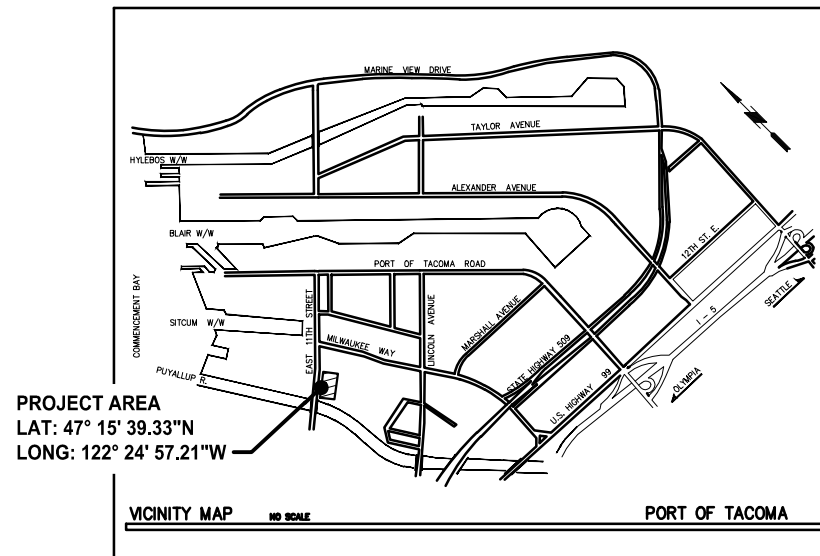 MARINE VIEW DRIVE
N
TAYLOR AVENUE
HYLEBOS W/W
ALEXANDER AVENUE
BLAIR W/W
12TH ST. E.
PORT OF TACOMA ROAD
SEATTLE
COMMENCEMENT BAY
EAST 11TH STREET
LINCOLN AVENUE
MARSHALL AVENUE
I - 5
SITCUM W/W
MILWAUKEE WAY
STATE HIGHWAY 509
PUYALLUP R.
U.S. HIGHWAY 99
OLYMPIA
PROJECT AREA
LAT: 47° 15' 39.33"N
LONG: 122° 24' 57.21"W
VICINITY MAP NO SCALE PORT OF TACOMA